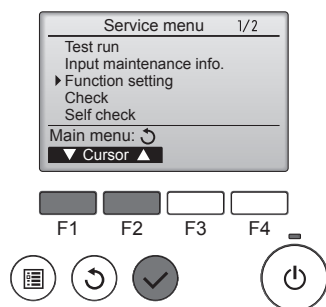 Service menu 1/2
Test run
Input maintenance info.
Function setting
Check
Self check
Main menu:
Cursor
F1 F2 F3 F4